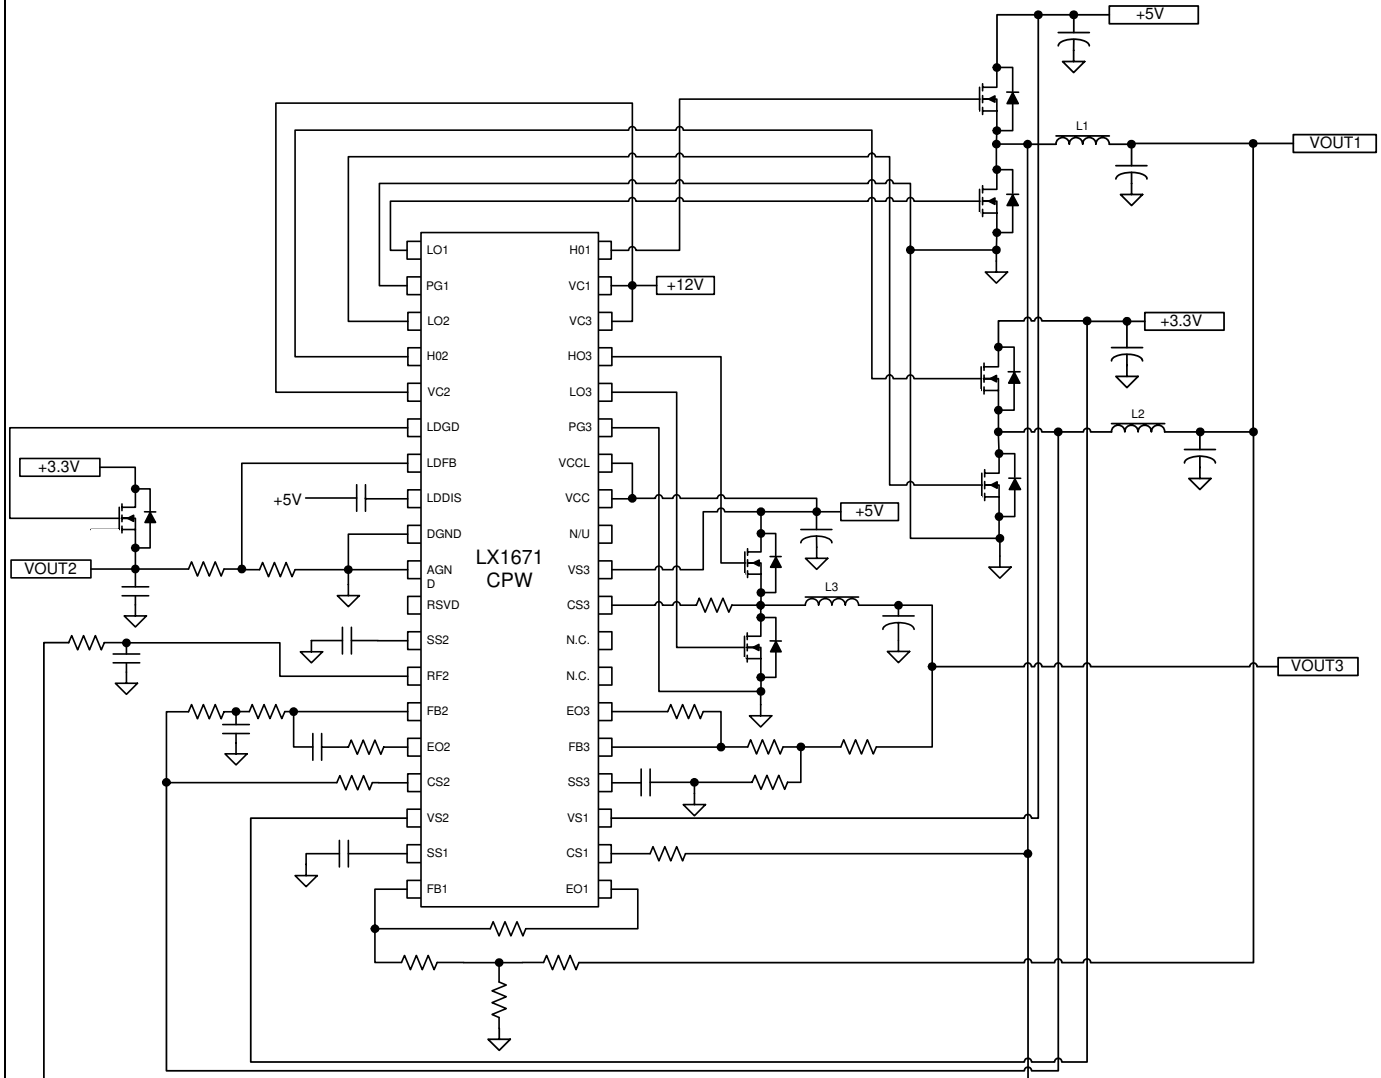 +5V
L1
VOUT1
LO1
H01
PG1
VC1
+12V
LO2
VC3
+3.3V
H02
HO3
VC2
LO3
L2
LDGD
PG3
+3.3V
LDFB
VCCL
+5V
LDDIS
VCC
+5V
DGND
N/U
LX1671
CPW
VOUT2
AGN
D
VS3
L3
RSVD
CS3
SS2
N.C.
VOUT3
RF2
N.C.
FB2
EO3
EO2
FB3
CS2
SS3
VS2
VS1
SS1
CS1
FB1
EO1